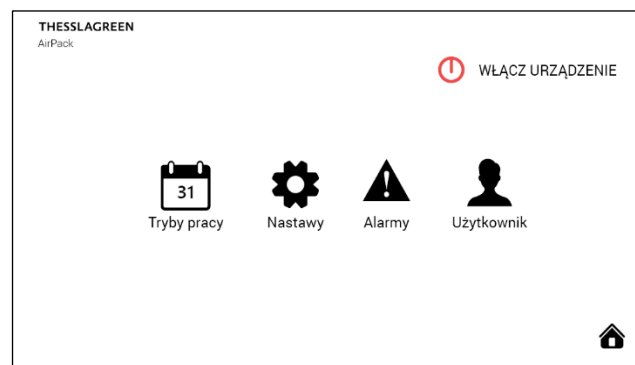 THESSLAGREEN
AirPack
WŁĄCZ URZĄDZENIE
31
Tryby pracy
Nastawy
Alarmy
Użytkownik